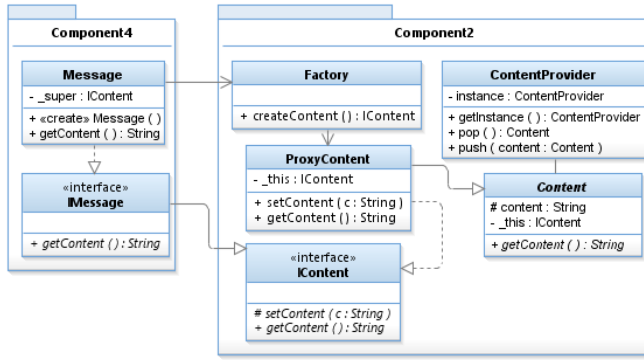 Component4
Component2
Message
- _super : IContent
+ «create» Message ( )
+ getContent ( ) : String
Factory
+ createContent ( ) : IContent
ContentProvider
- instance : ContentProvider
+ getInstance ( ) : ContentProvider
+ pop ( ) : Content
+ push ( content : Content )
«interface»
IMessage
+ getContent ( ) : String
ProxyContent
- _this : IContent
+ setContent ( c : String )
+ getContent ( ) : String
Content
# content : String
- _this : IContent
+ getContent ( ) : String
«interface»
IContent
# setContent ( c : String )
+ getContent ( ) : String